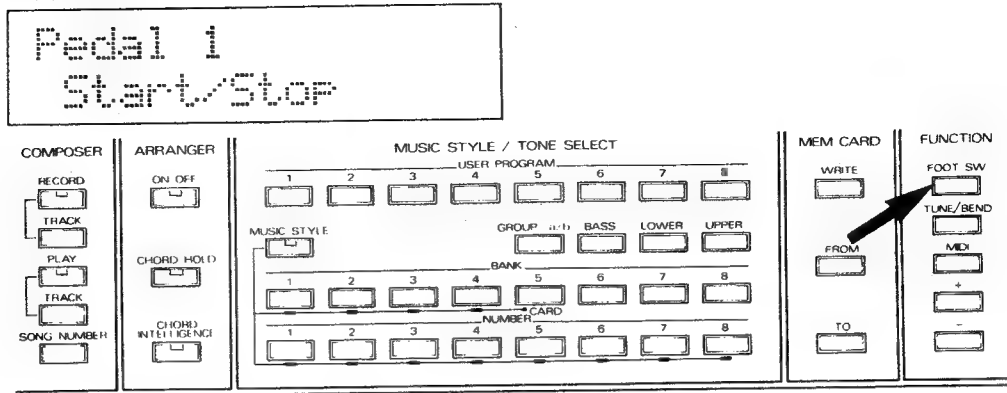 Pedal 1
Start/Stop
COMPOSER
RECORD
TRACK
PLAY
TRACK
SONG NUMBER
ARRANGER
ON OFF
CHORD HOLD
CHORD
INTELLIGENCE
MUSIC STYLE / TONE SELECT
USER PROGRAM
1 2 3 4 5 6 7
MUSIC STYLE
GROUP a/b BASS LOWER UPPER
BANK
1 2 3 4 5 6 7 8
CARD
NUMBER
1 2 3 4 5 6 7 8
MEM CARD
WRITE
FROM
TO
FUNCTION
FOOT SW
TUNE/BEND
MIDI
+
-